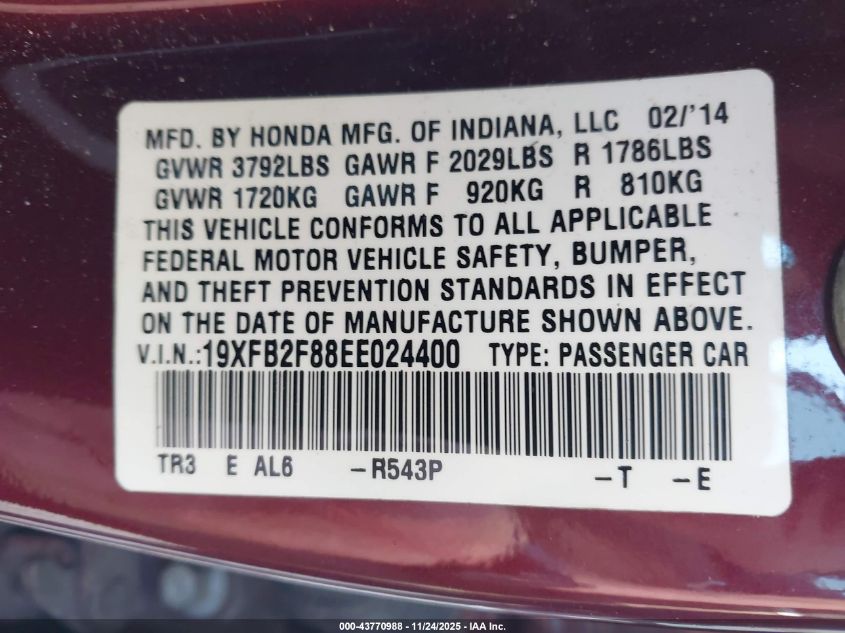 MFD. BY HONDA MFG. OF INDIANA, LLC 02/'14
GVWR 3792LBS GAWR F 2029LBS R 1786LBS
GVWR 1720KG GAWR F 920KG R 810KG
THIS VEHICLE CONFORMS TO ALL APPLICABLE
FEDERAL MOTOR VEHICLE SAFETY, BUMPER,
AND THEFT PREVENTION STANDARDS IN EFFECT
ON THE DATE OF MANUFACTURE SHOWN ABOVE.
V.I.N.:19XFB2F88EE024400 TYPE: PASSENGER CAR
TR3 E AL6 –R543P –T –E
000-43770988 - 11/24/2025 - IAA Inc.